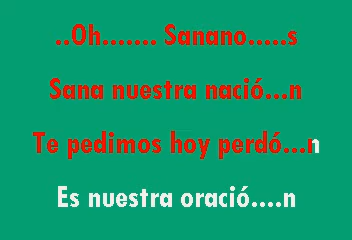 ..Oh....... Sanano.....s
Sana nuestra nació...n
Te pedimos hoy perdó...n
Es nuestra oració....n